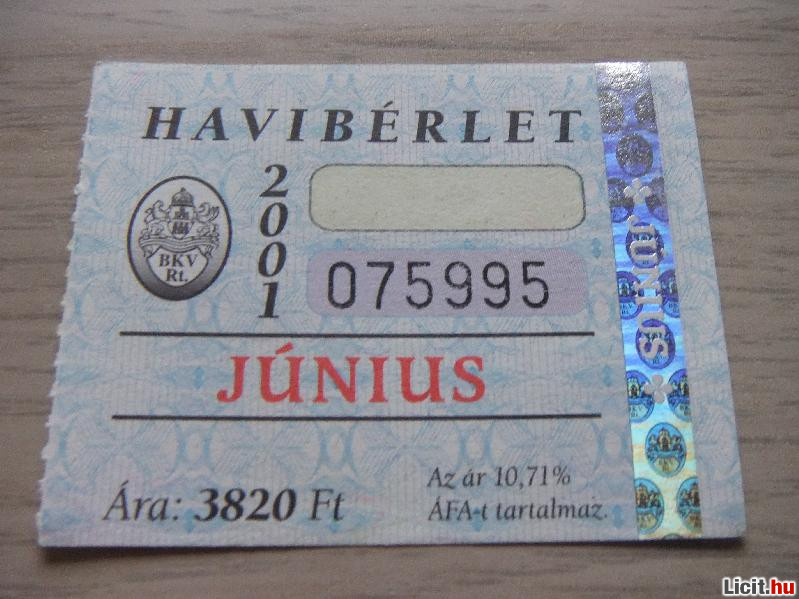 HAVIBÉRLET
2001
BKV
Rt.
075995
JÚNIUS
JÚNIUS
Ára: 3820 Ft
Az ár 10,71%
ÁFA-t tartalmaz.
Licit.hu